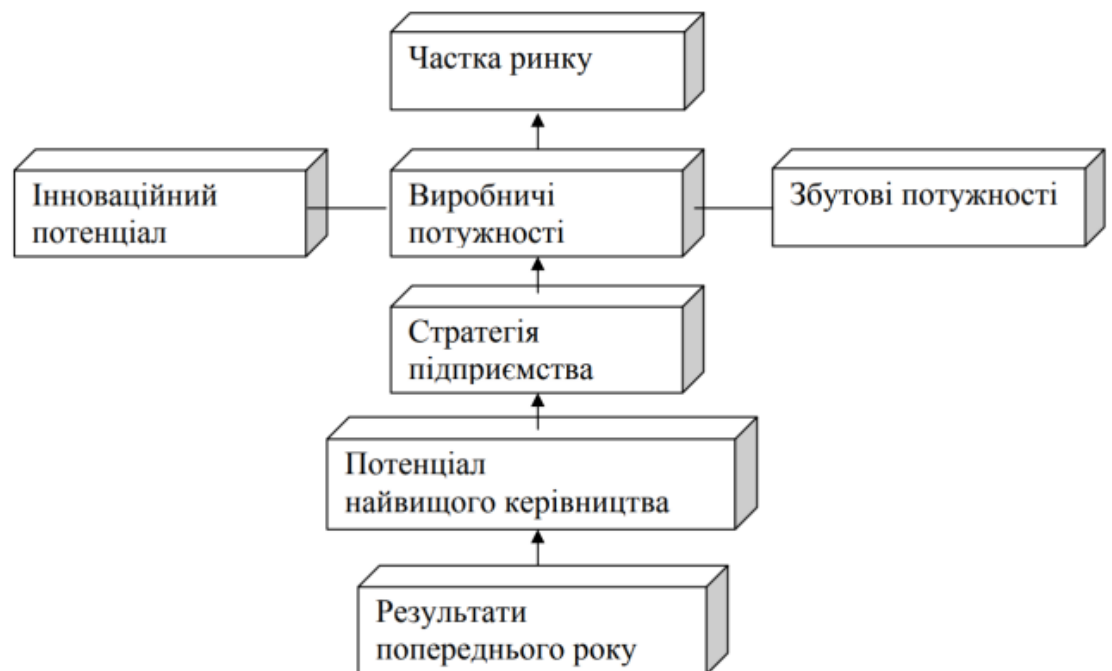 Частка ринку
Інноваційний
потенціал
Виробничі
потужності
Збутові потужності
Стратегія
підприємства
Потенціал
найвищого керівництва
Результати
попереднього року